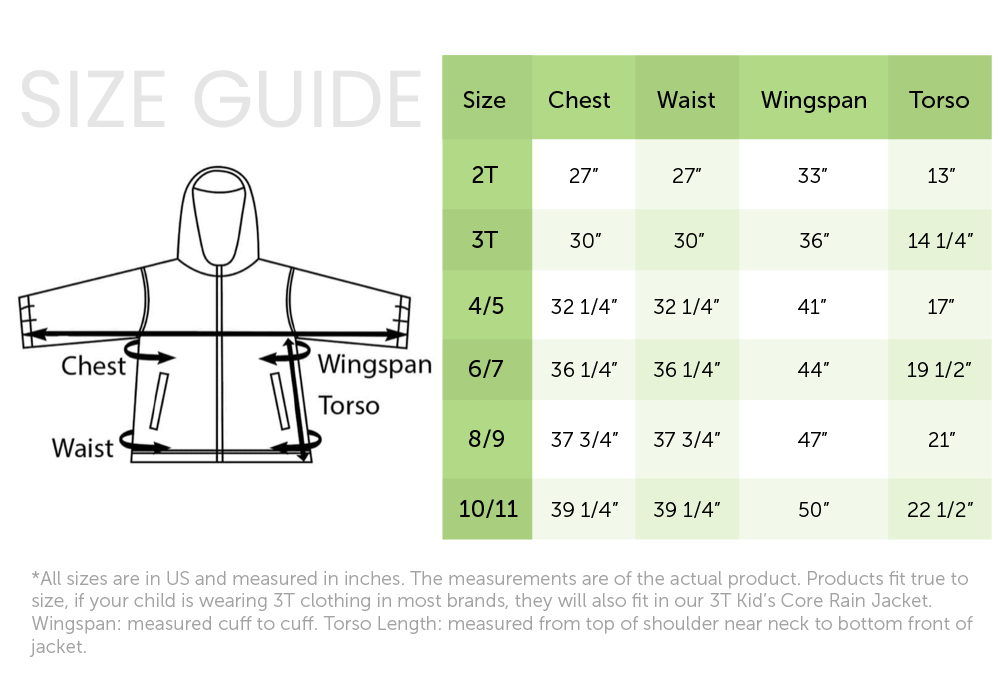 SIZE GUIDE
Size Chest Waist Wingspan Torso
2T 27” 27” 33” 13”
3T 30” 30” 36” 14 1/4”
4/5 32 1/4” 32 1/4” 41” 17”
6/7 36 1/4” 36 1/4” 44” 19 1/2”
8/9 37 3/4” 37 3/4” 47” 21”
10/11 39 1/4” 39 1/4” 50” 22 1/2”
Chest
Wingspan
Torso
Waist
*All sizes are in US and measured in inches. The measurements are of the actual product. Products fit true to
size, if your child is wearing 3T clothing in most brands, they will also fit in our 3T Kid’s Core Rain Jacket.
Wingspan: measured cuff to cuff. Torso Length: measured from top of shoulder near neck to bottom front of
jacket.